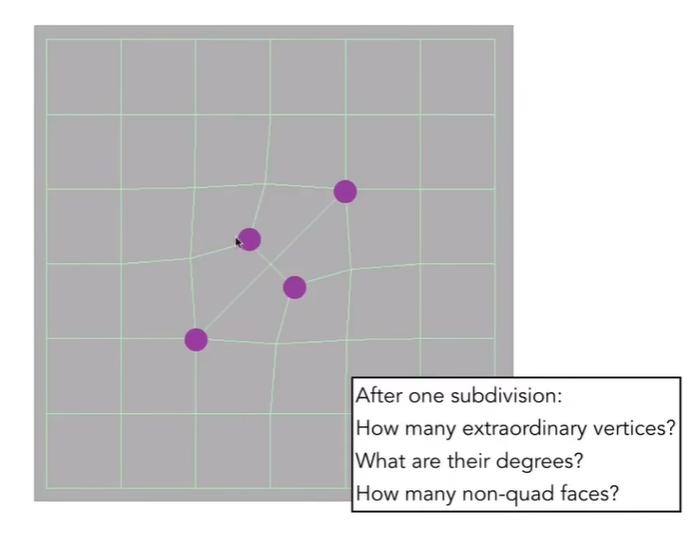 After one subdivision:
How many extraordinary vertices?
What are their degrees?
How many non-quad faces?